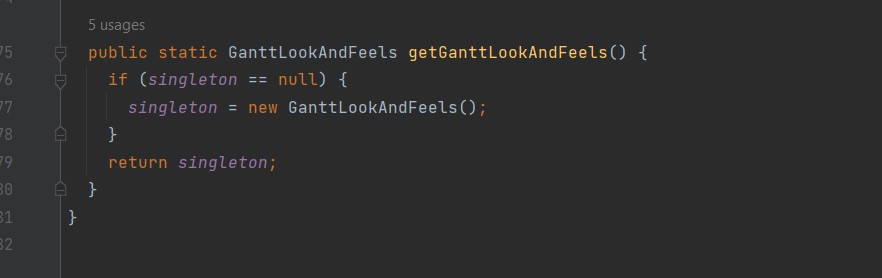 5 usages
75 public static GanttLookAndFeels getGanttLookAndFeels() {
76 if (singleton == null) {
77 singleton = new GanttLookAndFeels();
78 }
79 return singleton;
80 }
81 }
82